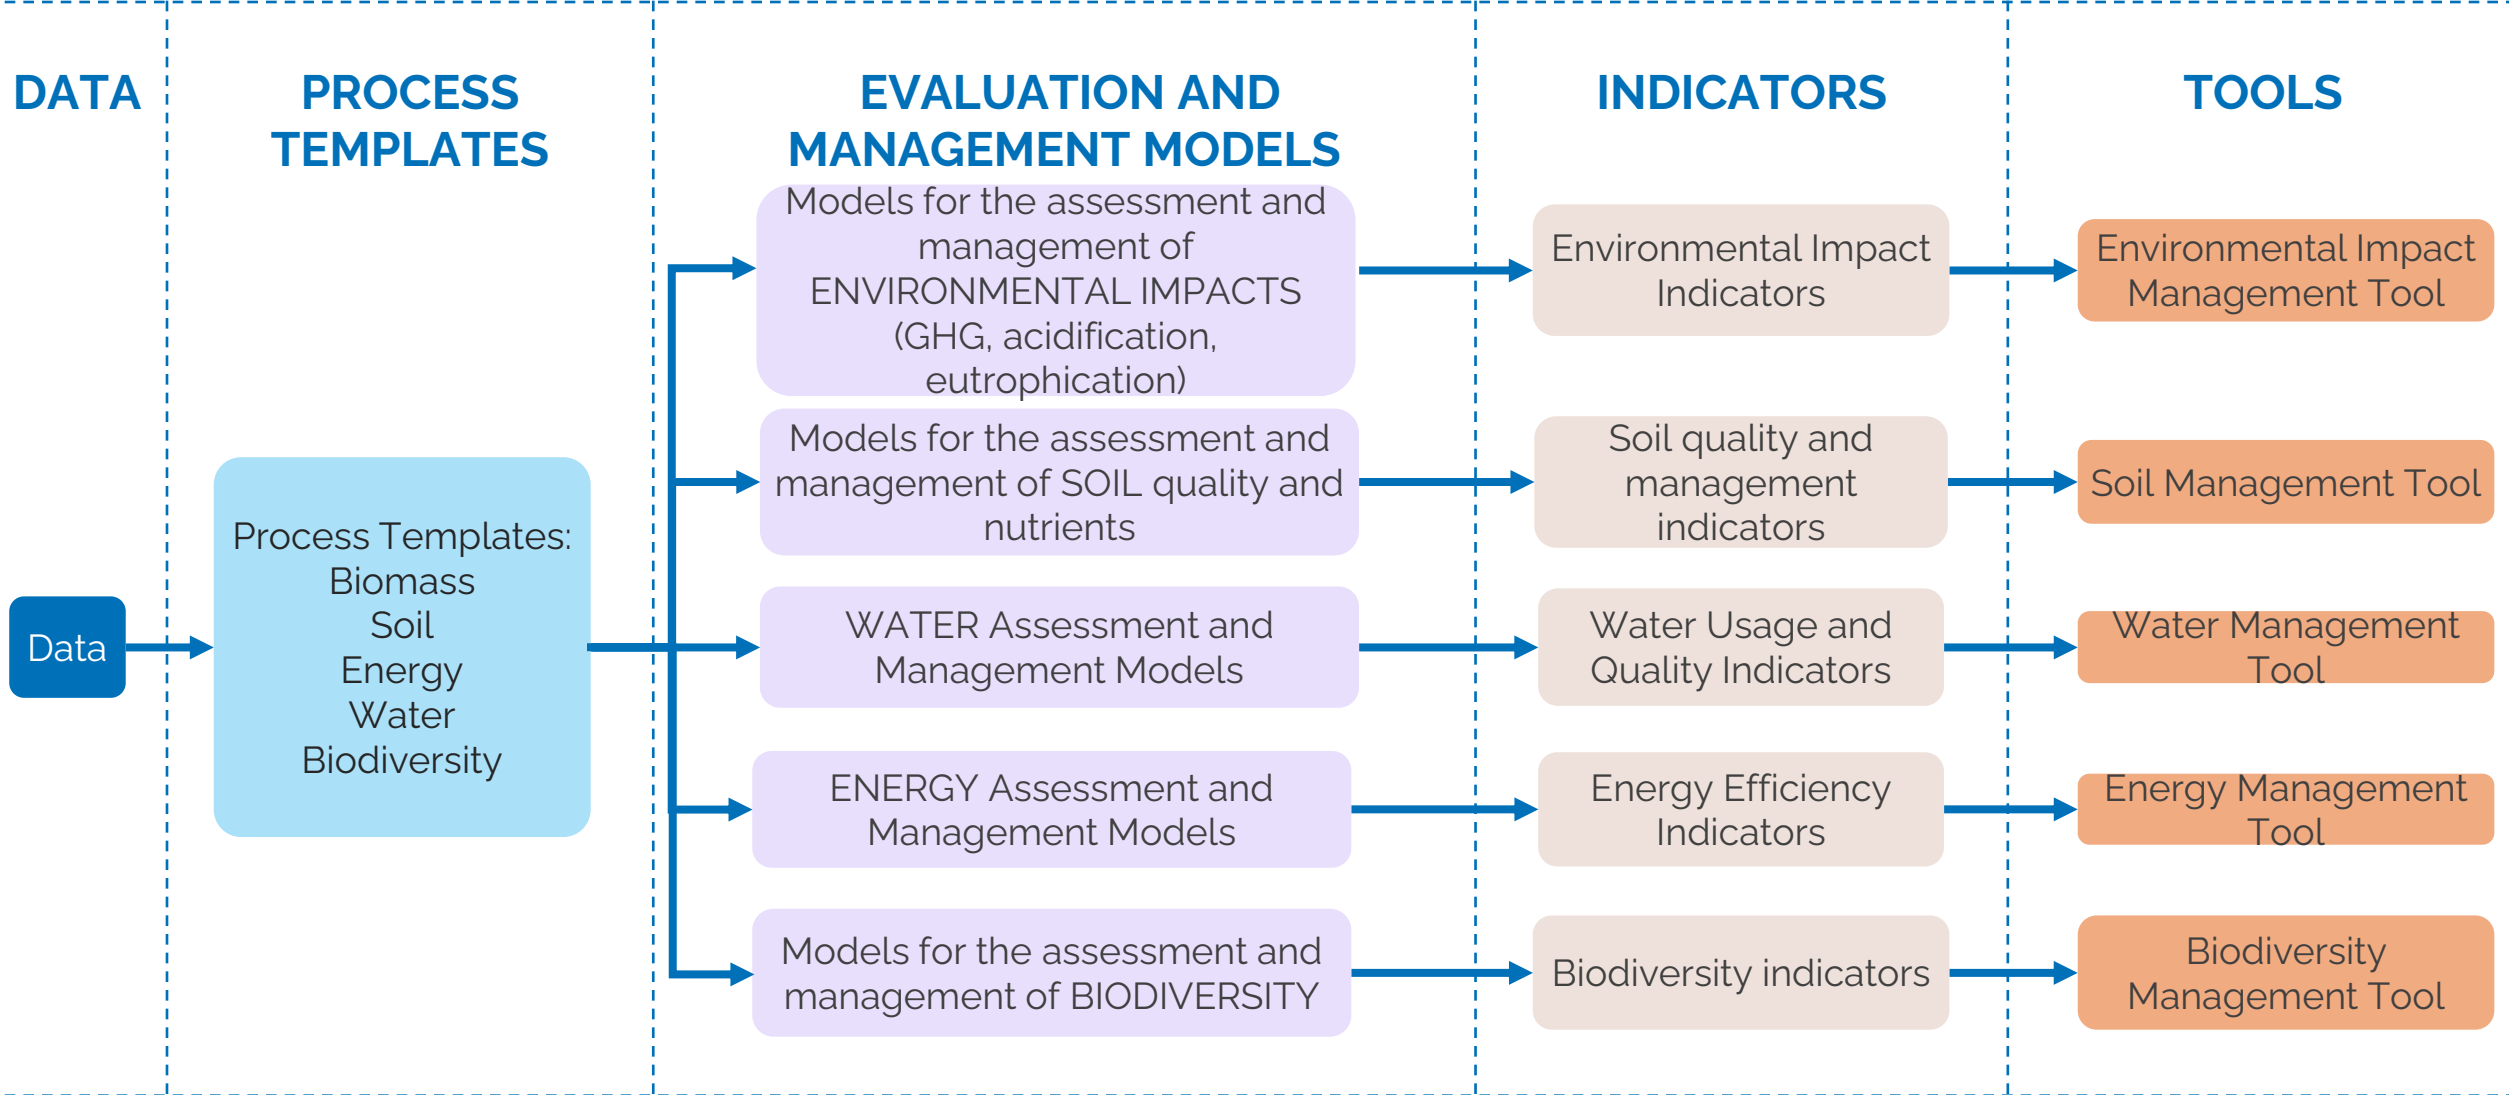 DATA
PROCESS
TEMPLATES
EVALUATION AND
MANAGEMENT MODELS
INDICATORS
TOOLS
Data
Process Templates:
Biomass
Soil
Energy
Water
Biodiversity
Models for the assessment and
management of
ENVIRONMENTAL IMPACTS
(GHG, acidification,
eutrophication)
Environmental Impact
Indicators
Environmental Impact
Management Tool
Models for the assessment and
management of SOIL quality and
nutrients
Soil quality and
management
indicators
Soil Management Tool
WATER Assessment and
Management Models
Water Usage and
Quality Indicators
Water Management
Tool
ENERGY Assessment and
Management Models
Energy Efficiency
Indicators
Energy Management
Tool
Models for the assessment and
management of BIODIVERSITY
Biodiversity indicators
Biodiversity
Management Tool